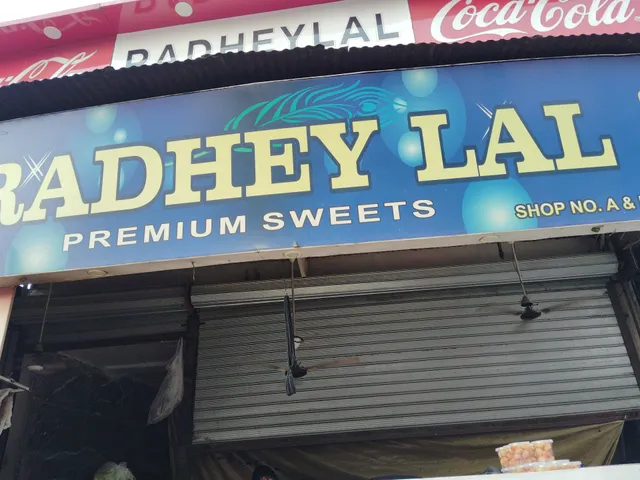 Coca-Cola
RADHEYLAL
RADHEY LAL
PREMIUM SWEETS
SHOP NO. A &